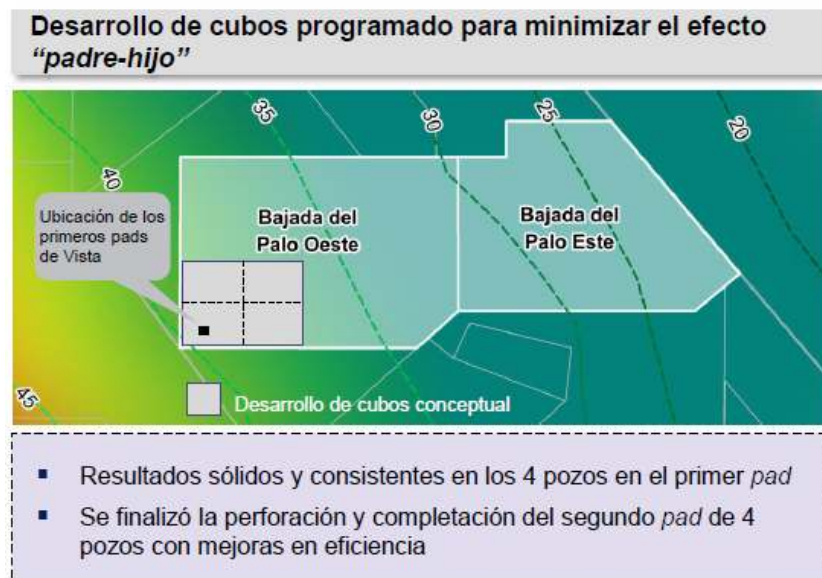 Desarrollo de cubos programado para minimizar el efecto
“padre-hijo”
35
30
25
20
40
Ubicación de los
primeros pads
de Vista
Bajada del
Palo Oeste
Bajada del
Palo Este
45
Desarrollo de cubos conceptual
▪ Resultados sólidos y consistentes en los 4 pozos en el primer pad
▪ Se finalizó la perforación y completación del segundo pad de 4
pozos con mejoras en eficiencia